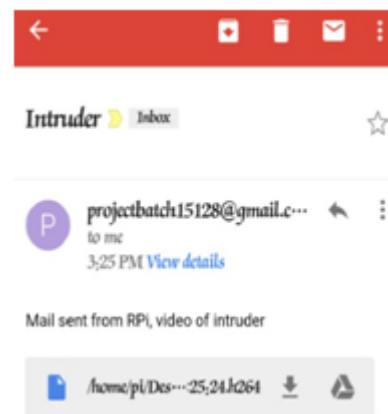 Intruder Inbox
P
projectbatch15128@gmail.c...
to me
3:25 PM View details
Mail sent from RPi, video of intruder
/home/pi/Des...:25;24.h264